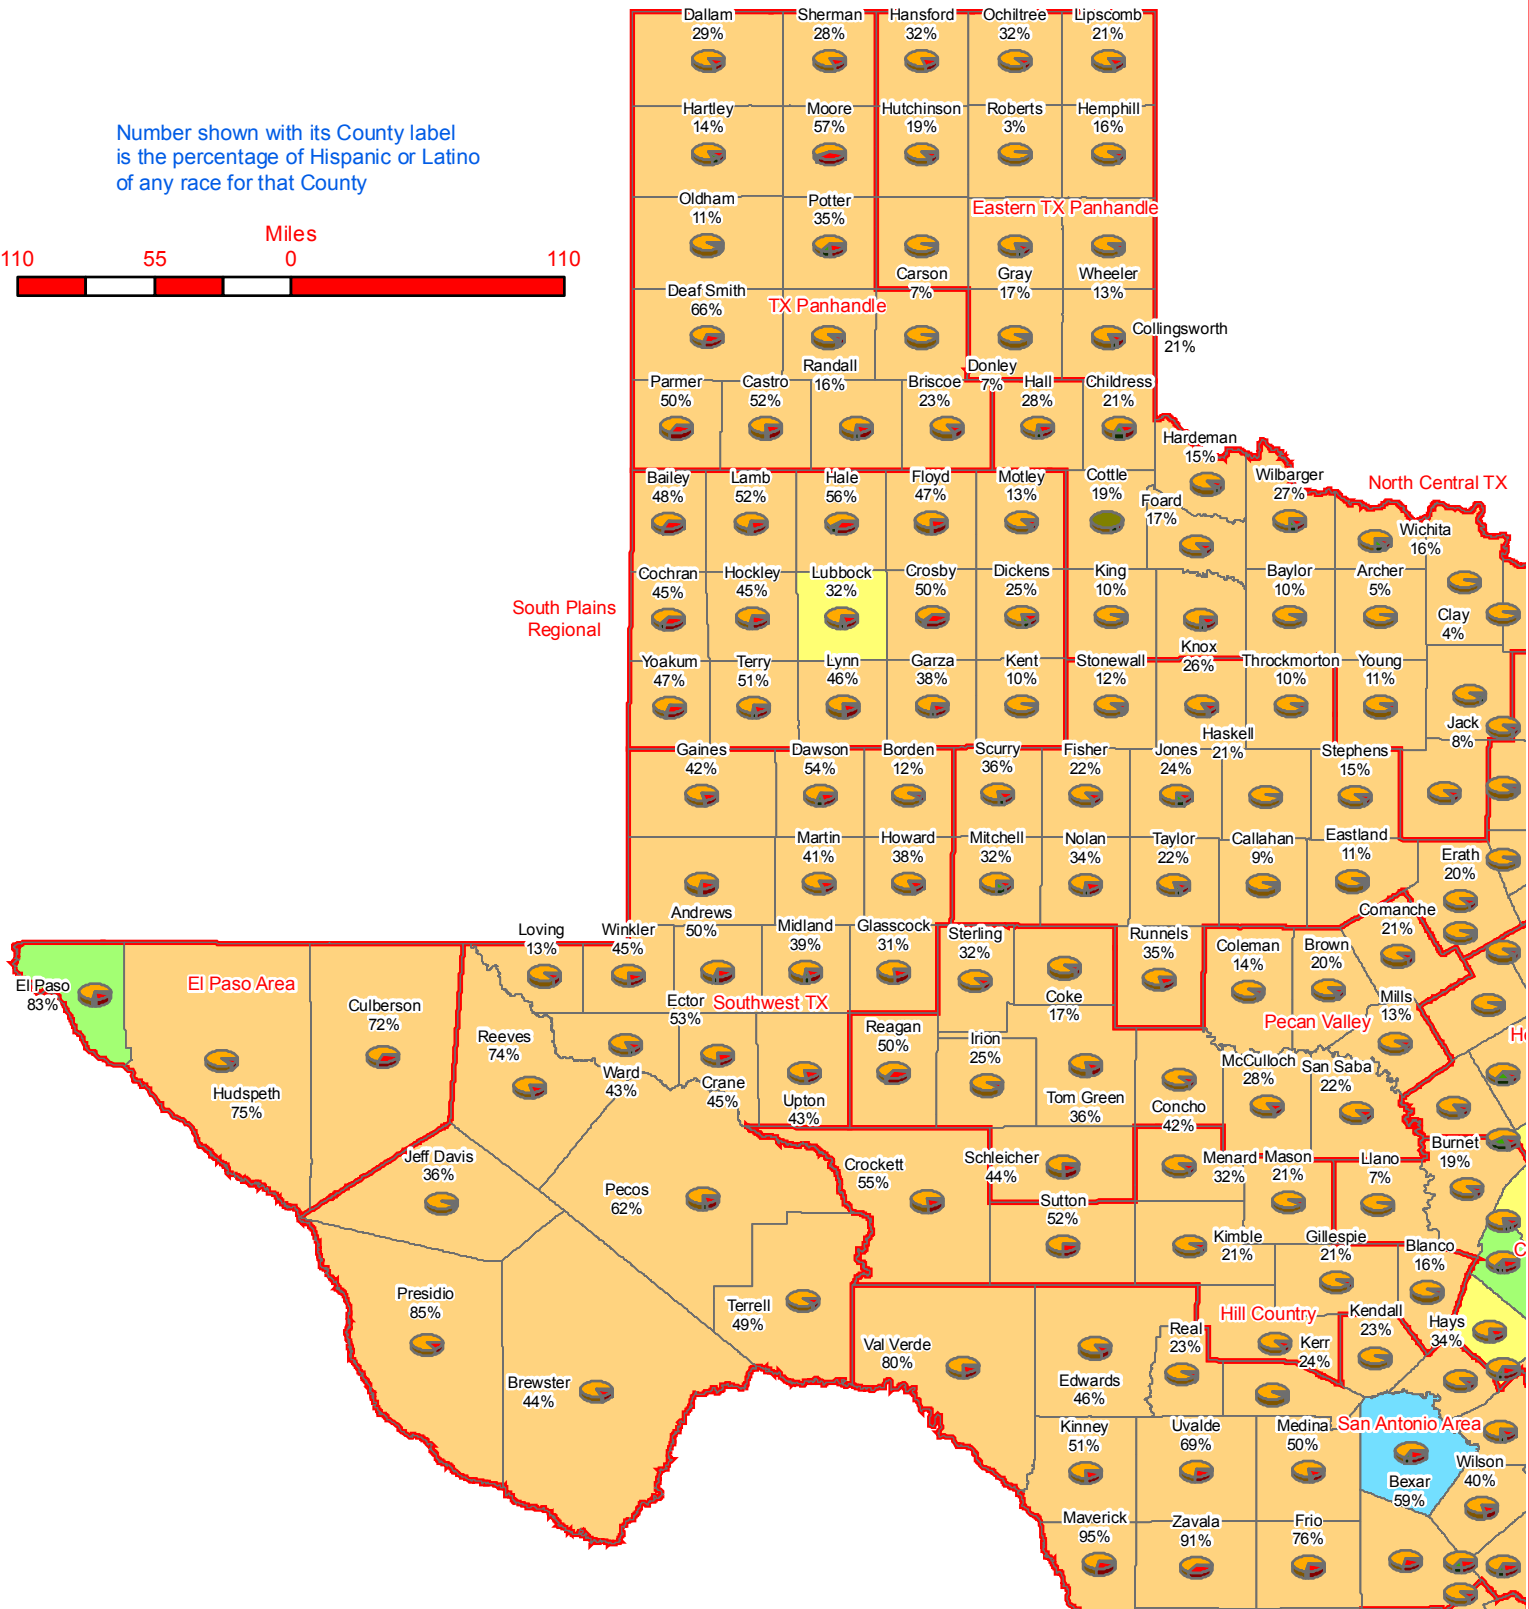 Dallam
29%
Sherman
28%
Hansford
32%
Ochiltree
32%
Lipscomb
21%
Hartley
14%
Moore
57%
Hutchinson
19%
Roberts
3%
Hemphill
16%
Number shown with its County label
is the percentage of Hispanic or Latino
of any race for that County
Oldham
11%
Potter
35%
Eastern TX Panhandle
Miles
110
55
0
110
Carson
7%
Gray
17%
Wheeler
13%
Deaf Smith
66%
TX Panhandle
Collingsworth
21%
Randall
16%
Donley
7%
Parmer
50%
Castro
52%
Briscoe
23%
Hall
28%
Childress
21%
Hardeman
15%
Bailey
48%
Lamb
52%
Hale
56%
Floyd
47%
Motley
13%
Cottle
19%
Foard
17%
Wilbarger
27%
North Central TX
Wichita
16%
Cochran
45%
Hockley
45%
Lubbock
32%
Crosby
50%
Dickens
25%
King
10%
Baylor
10%
Archer
5%
South Plains
Regional
Clay
4%
Knox
26%
Yoakum
47%
Terry
51%
Lynn
46%
Garza
38%
Kent
10%
Stonewall
12%
Throckmorton
10%
Young
11%
Jack
8%
Haskell
21%
Gaines
42%
Dawson
54%
Borden
12%
Scurry
36%
Fisher
22%
Jones
24%
Stephens
15%
Martin
41%
Howard
38%
Mitchell
32%
Nolan
34%
Taylor
22%
Callahan
9%
Eastland
11%
Erath
20%
Andrews
50%
Comanche
21%
Loving
13%
Winkler
45%
Midland
39%
Glasscock
31%
Sterling
32%
Runnels
35%
Coleman
14%
Brown
20%
El Paso
83%
El Paso Area
Culberson
72%
Ector
53%
Southwest TX
Coke
17%
Mills
13%
Pecan Valley
Reeves
74%
Reagan
50%
Irion
25%
McCulloch
28%
San Saba
22%
Hudspeth
75%
Ward
43%
Crane
45%
Upton
43%
Tom Green
36%
Concho
42%
Jeff Davis
36%
Crockett
55%
Schleicher
44%
Menard
32%
Mason
21%
Llano
7%
Burnet
19%
Pecos
62%
Sutton
52%
Kimble
21%
Gillespie
21%
Blanco
16%
Presidio
85%
Terrell
49%
Hill Country
Kendall
23%
Hays
34%
Val Verde
80%
Real
23%
Kerr
24%
Brewster
44%
Edwards
46%
Kinney
51%
Uvalde
69%
Medina
50%
San Antonio Area
Bexar
59%
Wilson
40%
Maverick
95%
Zavala
91%
Frio
76%